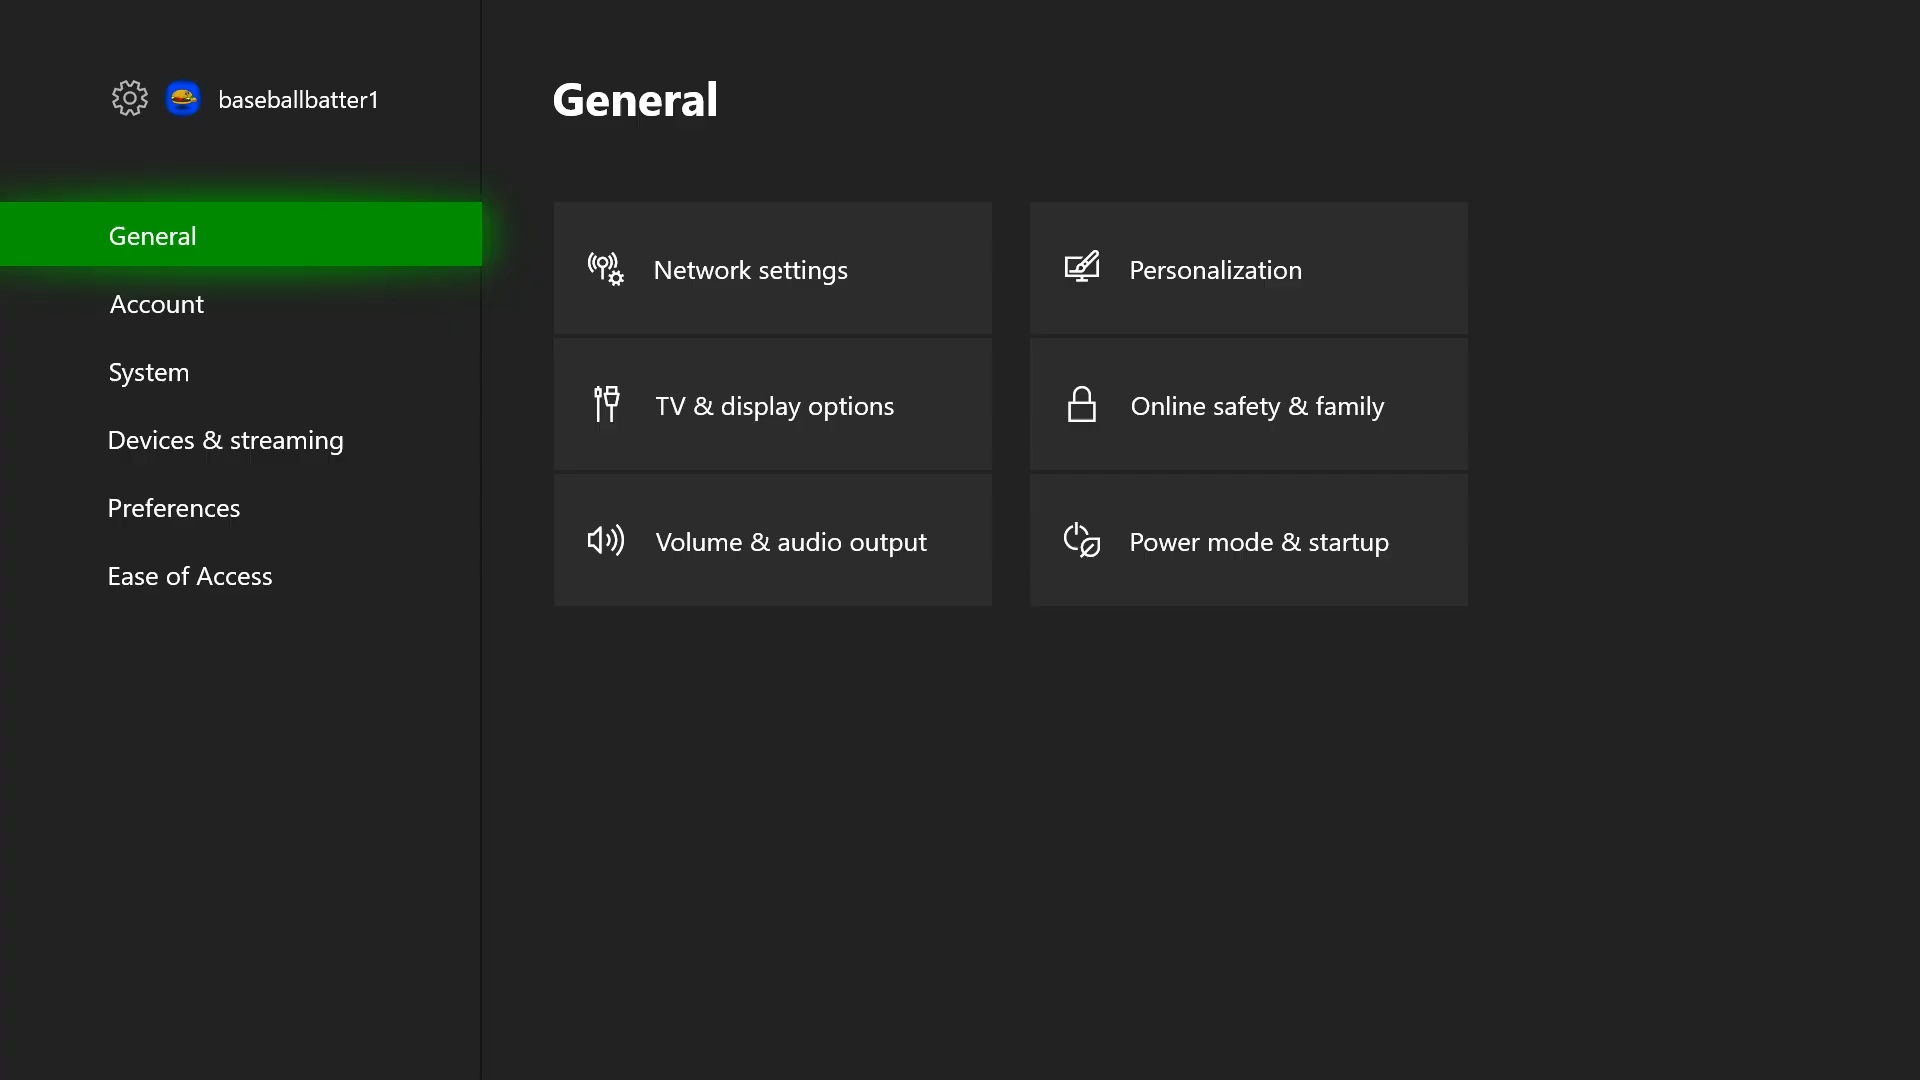 baseballbatter1
General
Account
System
Devices & streaming
Preferences
Ease of Access
General
Network settings
Personalization
TV & display options
Online safety & family
Volume & audio output
Power mode & startup